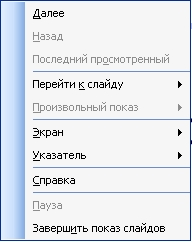 Далее
Назад
Последний просмотренный
Перейти к слайду
Произвольный показ
Экран
Указатель
Справка
Пауза
Завершить показ слайдов